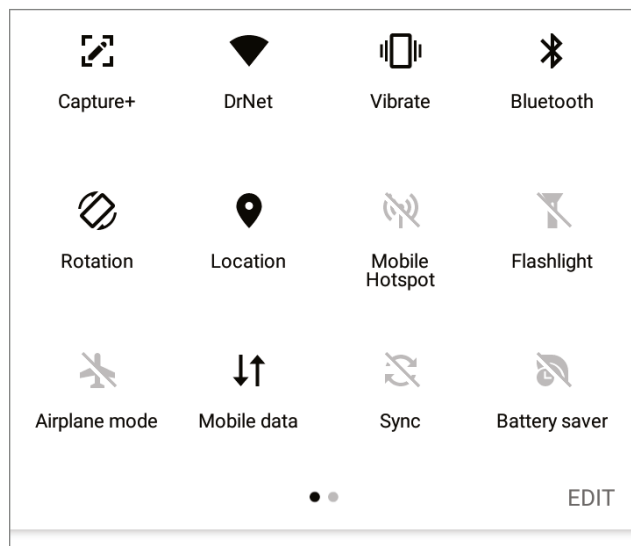 Capture+
DrNet
Vibrate
Bluetooth
Rotation
Location
Mobile
Hotspot
Flashlight
Airplane mode
Mobile data
Sync
Battery saver
EDIT